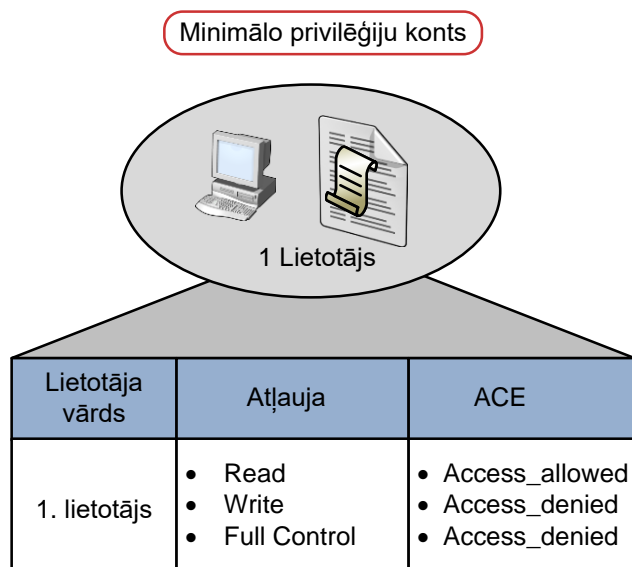 Minimālo privilēģiju konts
1 Lietotājs
Lietotāja
vārds
Atļauja
ACE
1. lietotājs
• Read
• Write
• Full Control
• Access_allowed
• Access_denied
• Access_denied